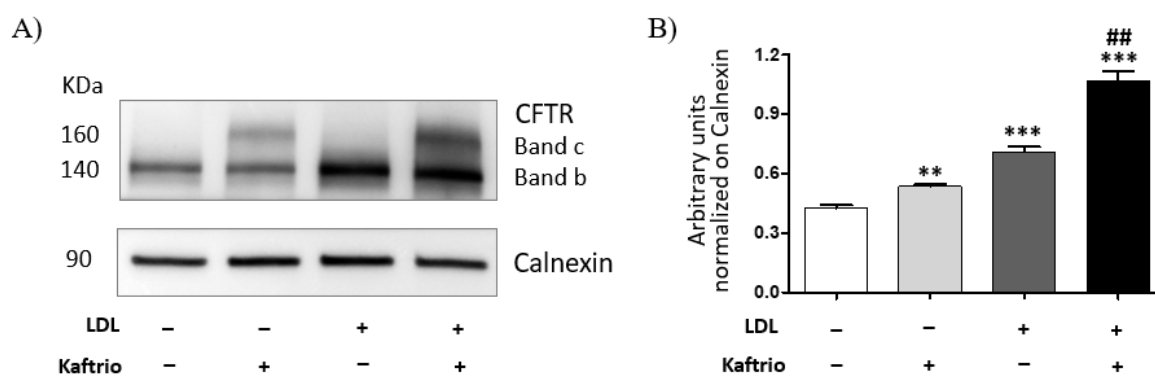 A)
KDa
160
140
90
CFTR
Band c
Band b
Calnexin
LDL – – + +
Kaftrio – + – +
B)
Arbitrary units
normalized on Calnexin
1.2
0.9
0.6
0.3
0.0
**
***
##
***
LDL – – + +
Kaftrio – + – +